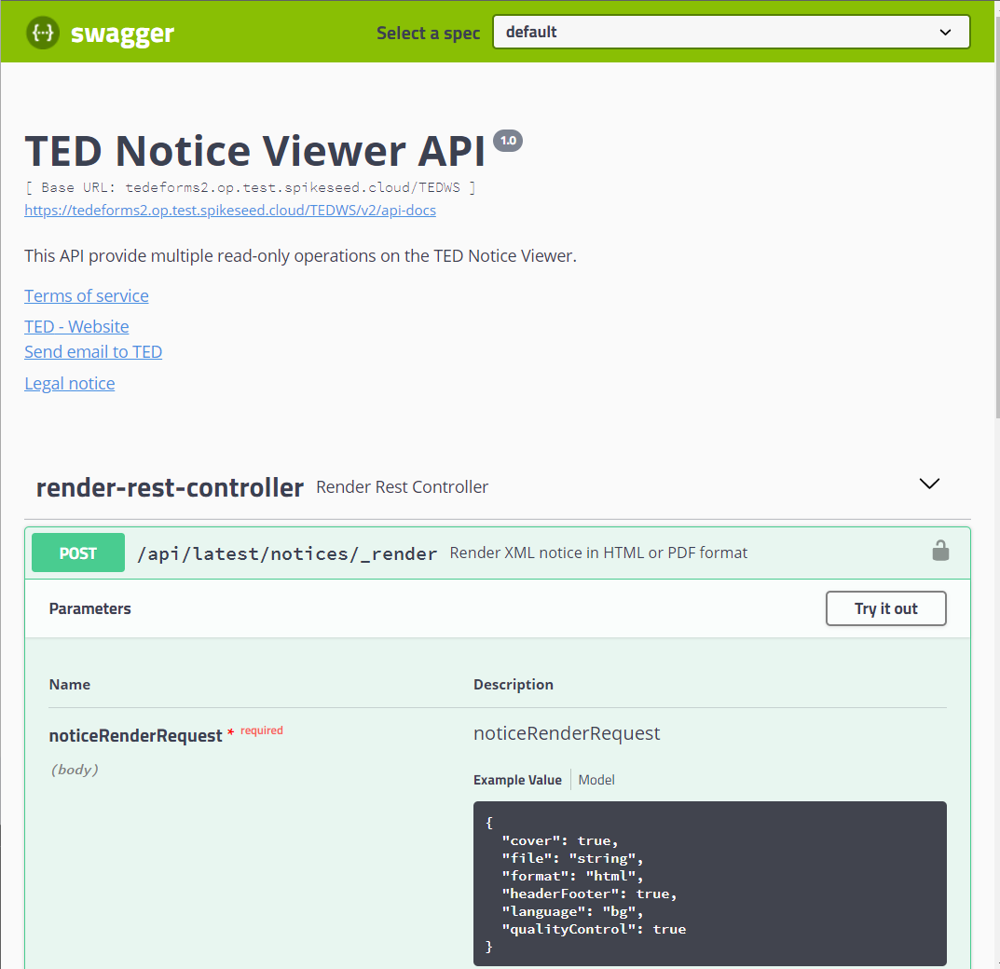 swagger
Select a spec default
TED Notice Viewer API 1.0
[ Base URL: tedeforms2.op.test.spikeseed.cloud/TEDWS ]
https://tedeforms2.op.test.spikeseed.cloud/TEDWS/v2/api-docs
This API provide multiple read-only operations on the TED Notice Viewer.
Terms of service
TED - Website
Send email to TED
Legal notice
render-rest-controller Render Rest Controller
POST /api/latest/notices/_render Render XML notice in HTML or PDF format
Parameters Try it out
Name Description
noticeRenderRequest * required noticeRenderRequest
(body)
Example Value Model
{
"cover": true,
"file": "string",
"format": "html",
"headerFooter": true,
"language": "bg",
"qualityControl": true
}